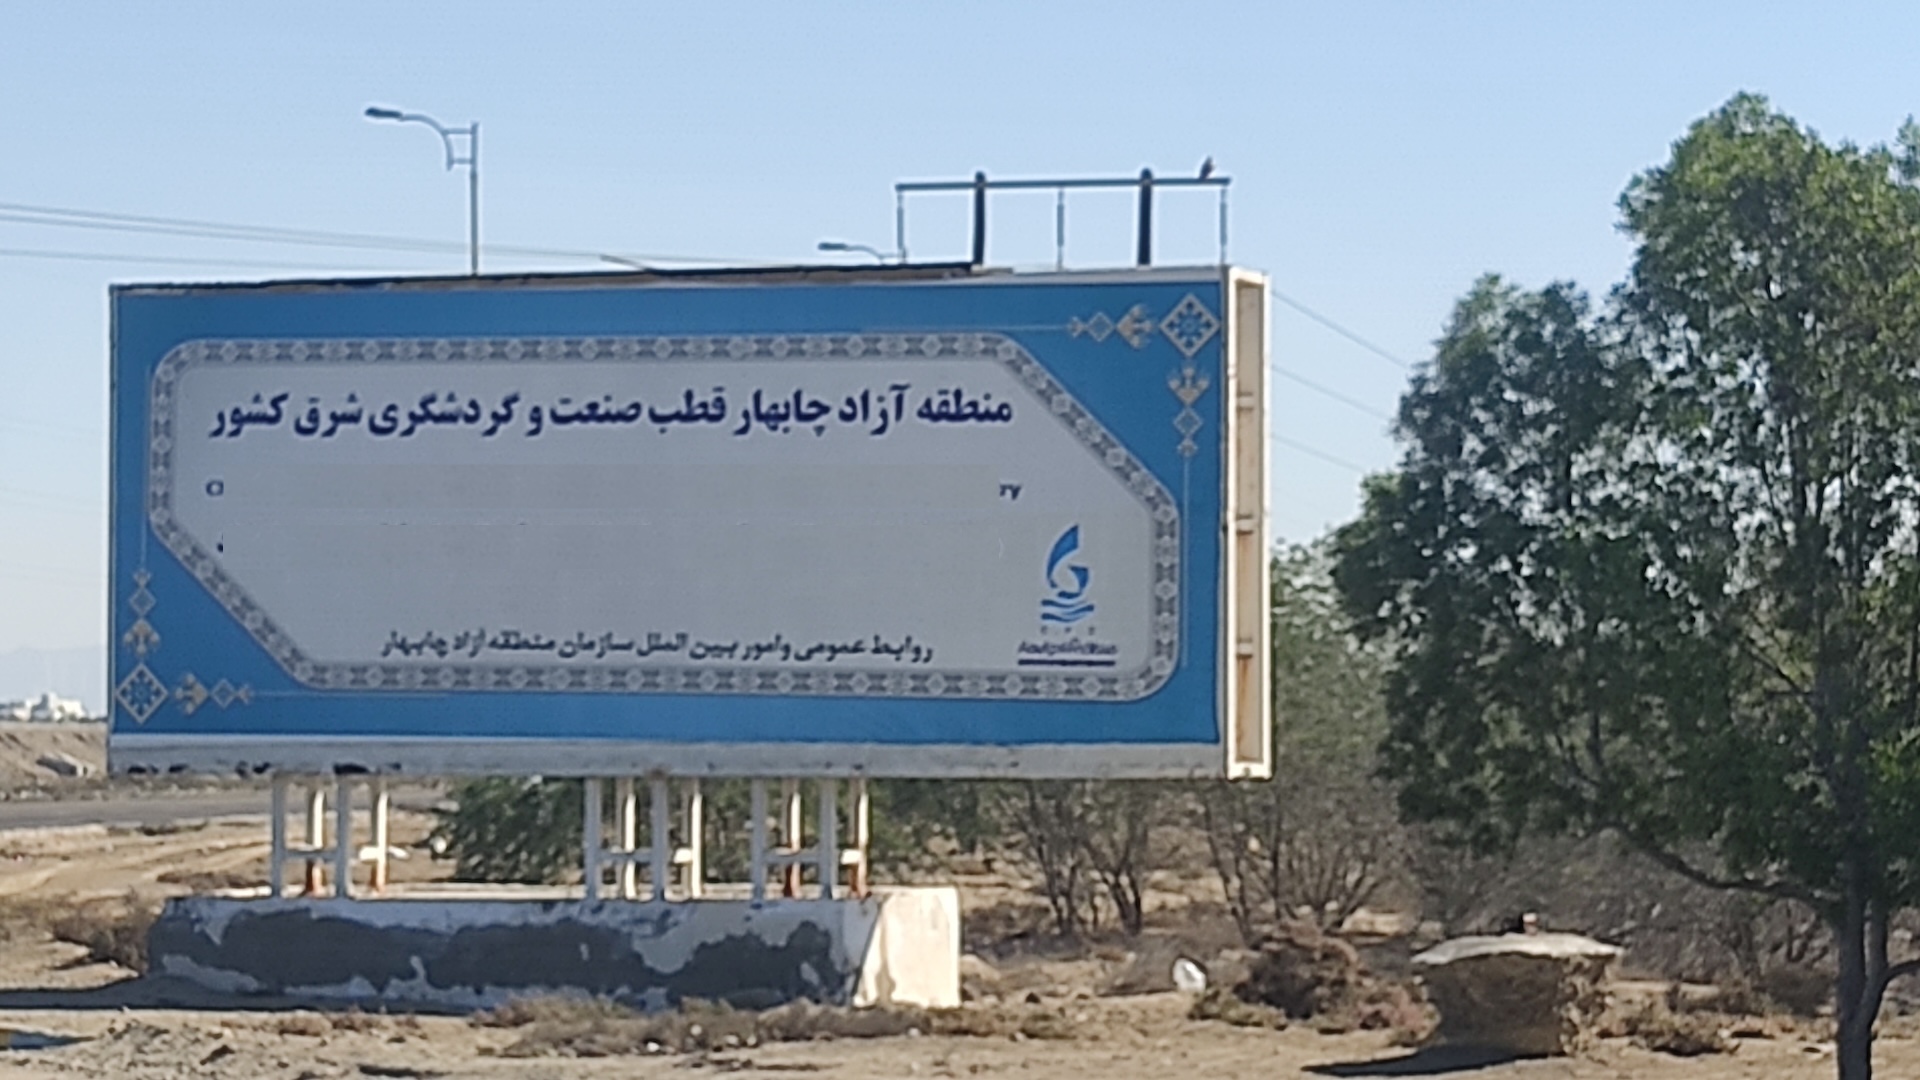 منطقه آزاد چابهار قطب صنعت و گردشگری شرق کشور
روابط عمومی وامور بین الملل سازمان منطقه آزاد چابهار